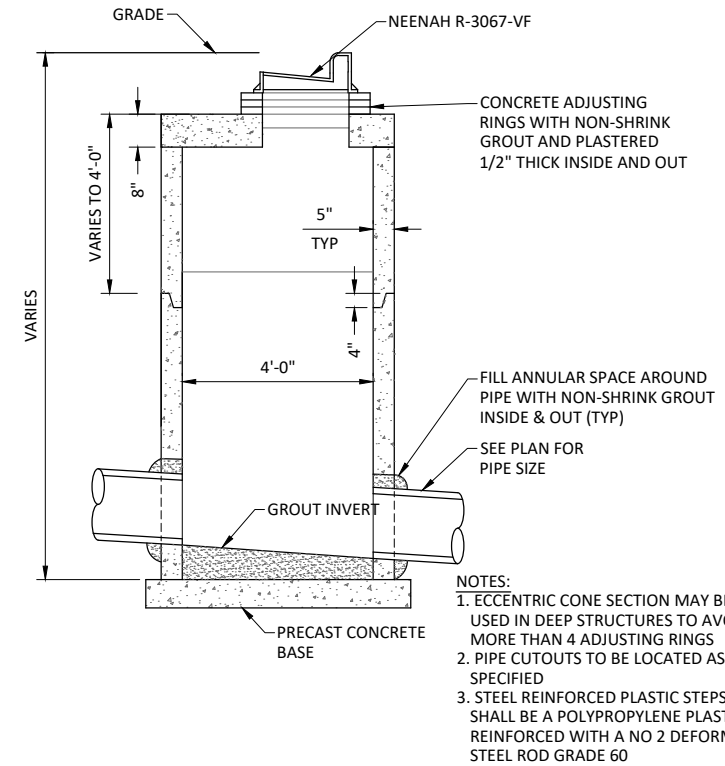 GRADE
NEENAH R-3067-VF
CONCRETE ADJUSTING
RINGS WITH NON-SHRINK
GROUT AND PLASTERED
1/2" THICK INSIDE AND OUT
VARIES
VARIES TO 4'-0"
8"
5"
TYP
4"
4'-0"
FILL ANNULAR SPACE AROUND
PIPE WITH NON-SHRINK GROUT
INSIDE & OUT (TYP)
SEE PLAN FOR
PIPE SIZE
GROUT INVERT
PRECAST CONCRETE
BASE
NOTES:
1. ECCENTRIC CONE SECTION MAY
USED IN DEEP STRUCTURES TO
MORE THAN 4 ADJUSTING RINGS
2. PIPE CUTOUTS TO BE LOCATED AS
SPECIFIED
3. STEEL REINFORCED PLASTIC STEPS
SHALL BE A POLYPROPYLENE
REINFORCED WITH A NO 2
STEEL ROD GRADE 60